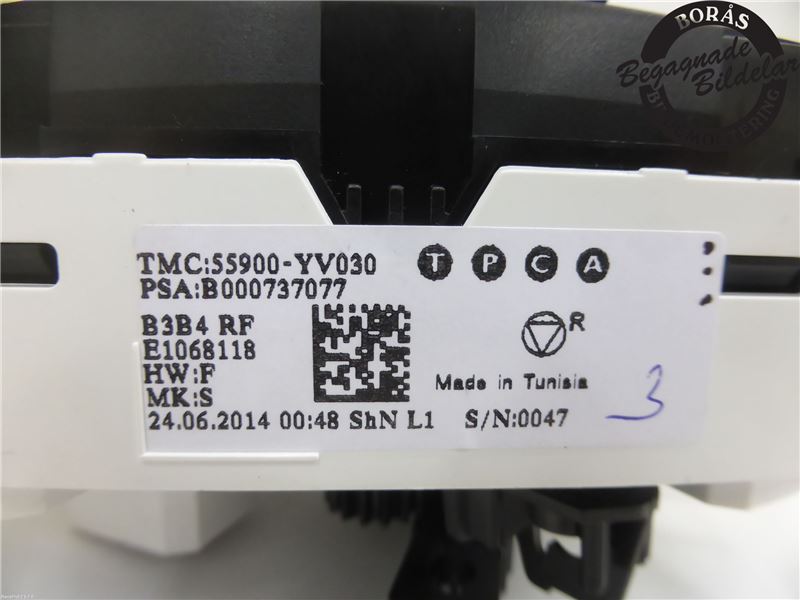 BORÅS
Begagnade
Bildelar
BILDEMONTERING
TMC:55900-YV030
T P C A
PSA:B000737077
B3B4 RF
R
E1068118
HW:F
Made in Tunisia
MK:S
3
24.06.2014 00:48 ShN L1 S/N:0047